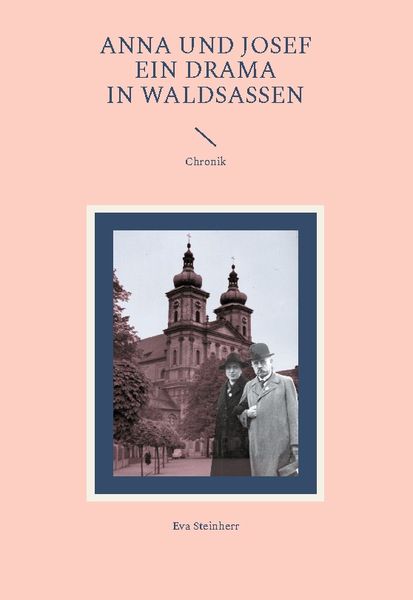 ANNA UND JOSEF
EIN DRAMA
IN WALDSASSEN
Chronik
Eva Steinherr